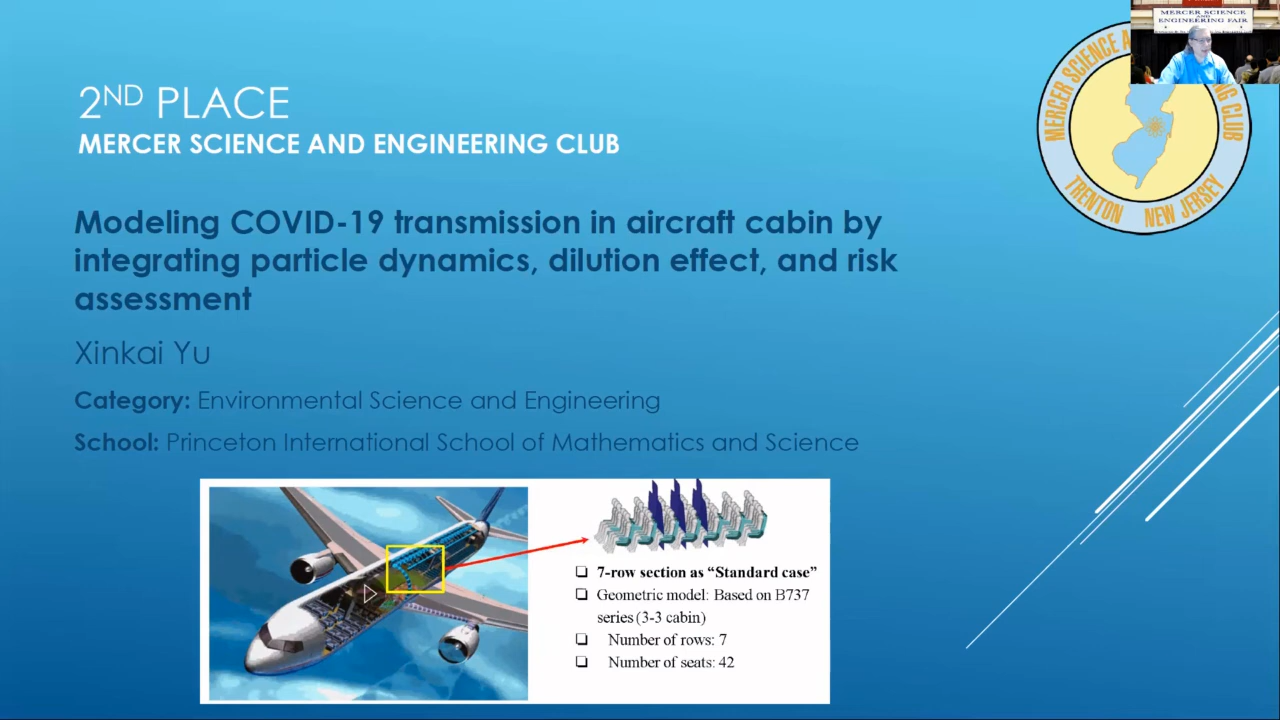 2ND PLACE
MERCER SCIENCE AND ENGINEERING CLUB
Modeling COVID-19 transmission in aircraft cabin by
integrating particle dynamics, dilution effect, and risk
assessment
Xinkai Yu
Category: Environmental Science and Engineering
School: Princeton International School of Mathematics and Science
7-row section as “Standard case”
Geometric model: Based on B737
series (3-3 cabin)
Number of rows: 7
Number of seats: 42
MERCER SCIENCE
AND
ENGINEERING FAIR
MERCER SCIENCE
TRENTON NEW JERSEY
CLUB